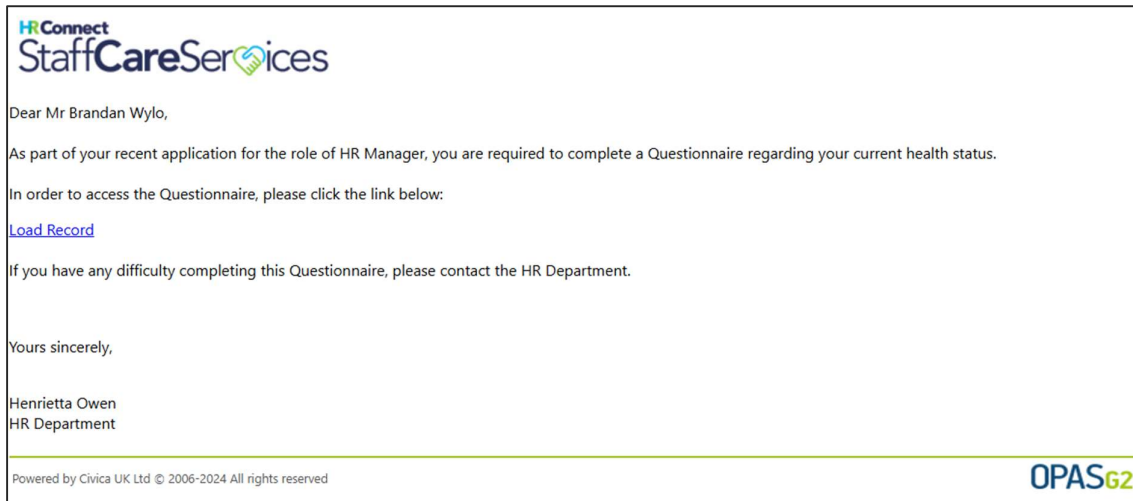 HRConnect
StaffCareServices
Dear Mr Brandan Wylo,
As part of your recent application for the role of HR Manager, you are required to complete a Questionnaire regarding your current health status.
In order to access the Questionnaire, please click the link below:
Load Record
If you have any difficulty completing this Questionnaire, please contact the HR Department.
Yours sincerely,
Henrietta Owen
HR Department
Powered by Civica UK Ltd © 2006-2024 All rights reserved
OPASG2